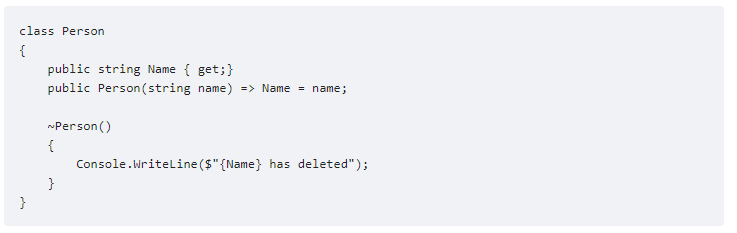 class Person
{
    public string Name { get;}
    public Person(string name) => Name = name;

    ~Person()
    {
        Console.WriteLine($"{Name} has deleted");
    }
}